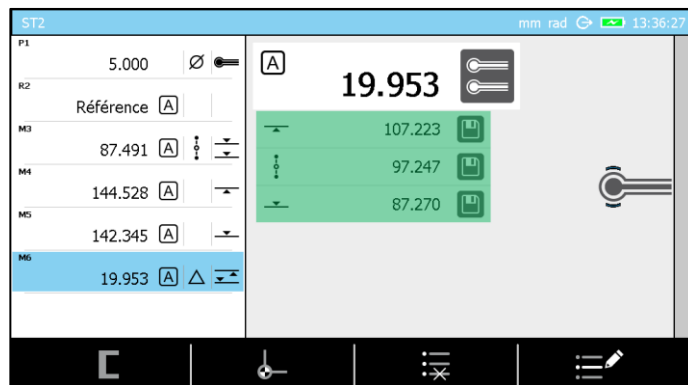 ST2 mm rad 13:36:27
P1
5.000 Ø
R2
Référence A
M3
87.491 A
M4
144.528 A
M5
142.345 A
M6
19.953 A
A
19.953
107.223
97.247
87.270